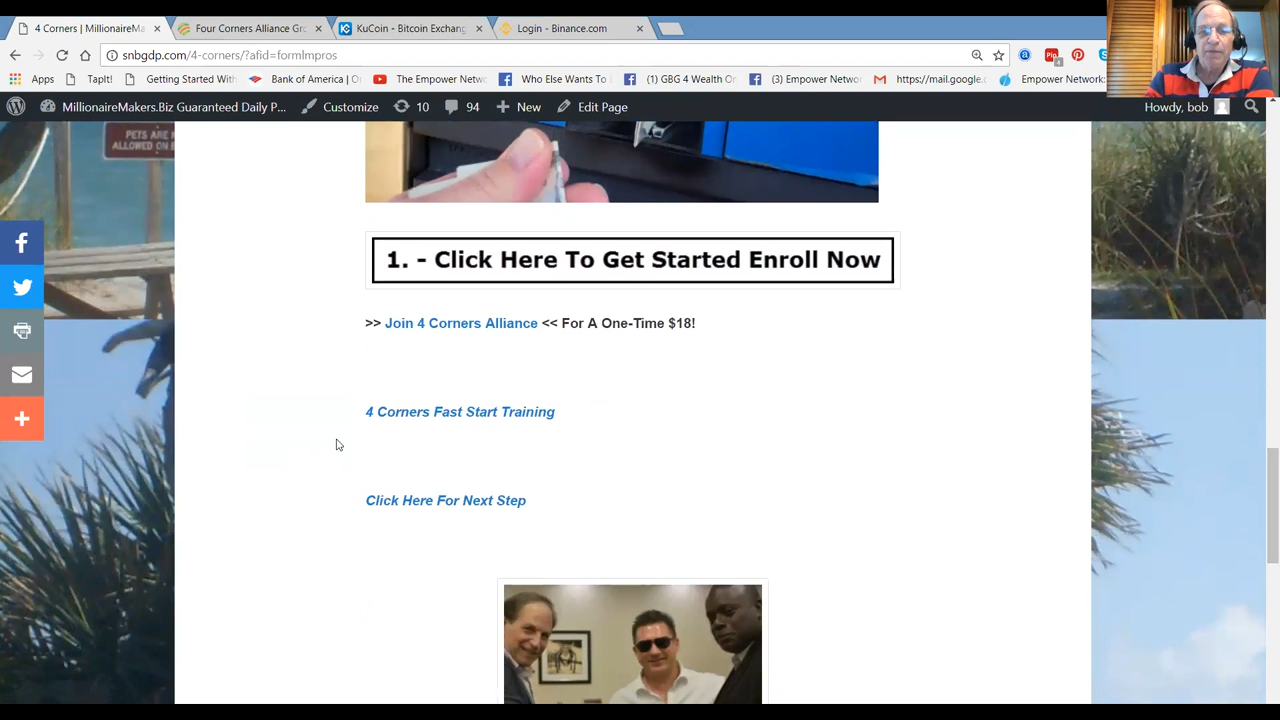 4 Corners | MillionaireMa
Four Corners Alliance Gro
KuCoin - Bitcoin Exchang
Login - Binance.com
snbgdp.com/4-corners/?afid=formlmpros
Apps
TapIt!
Getting Started With
Bank of America | C
The Empower Netw
Who Else Wants To
(1) GBG 4 Wealth O
(3) Empower Networ
https://mail.google.c
Empower Network:
MillionaireMakers.Biz Guaranteed Daily P...
Customize
10
94
New
Edit Page
Howdy, bob
PETS ARE
ALLOWED ON
1. - Click Here To Get Started Enroll Now
>> Join 4 Corners Alliance << For A One-Time $18!
4 Corners Fast Start Training
Click Here For Next Step